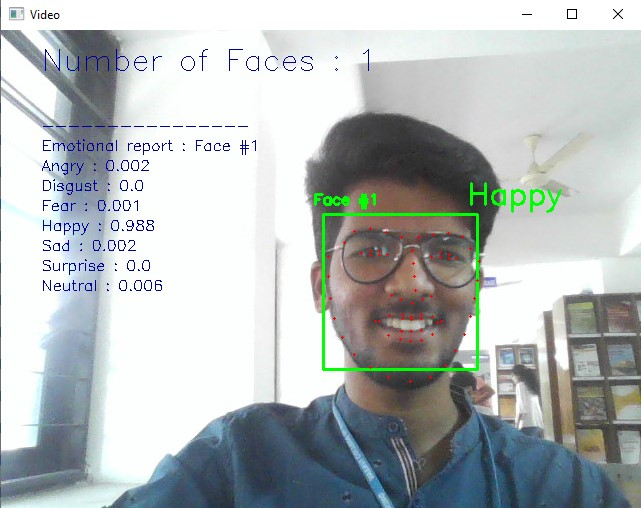 Video
Number of Faces : 1
----------------
Emotional report : Face #1
Angry : 0.002
Disgust : 0.0
Fear : 0.001
Happy : 0.988
Sad : 0.002
Surprise : 0.0
Neutral : 0.006
Face #1
Happy